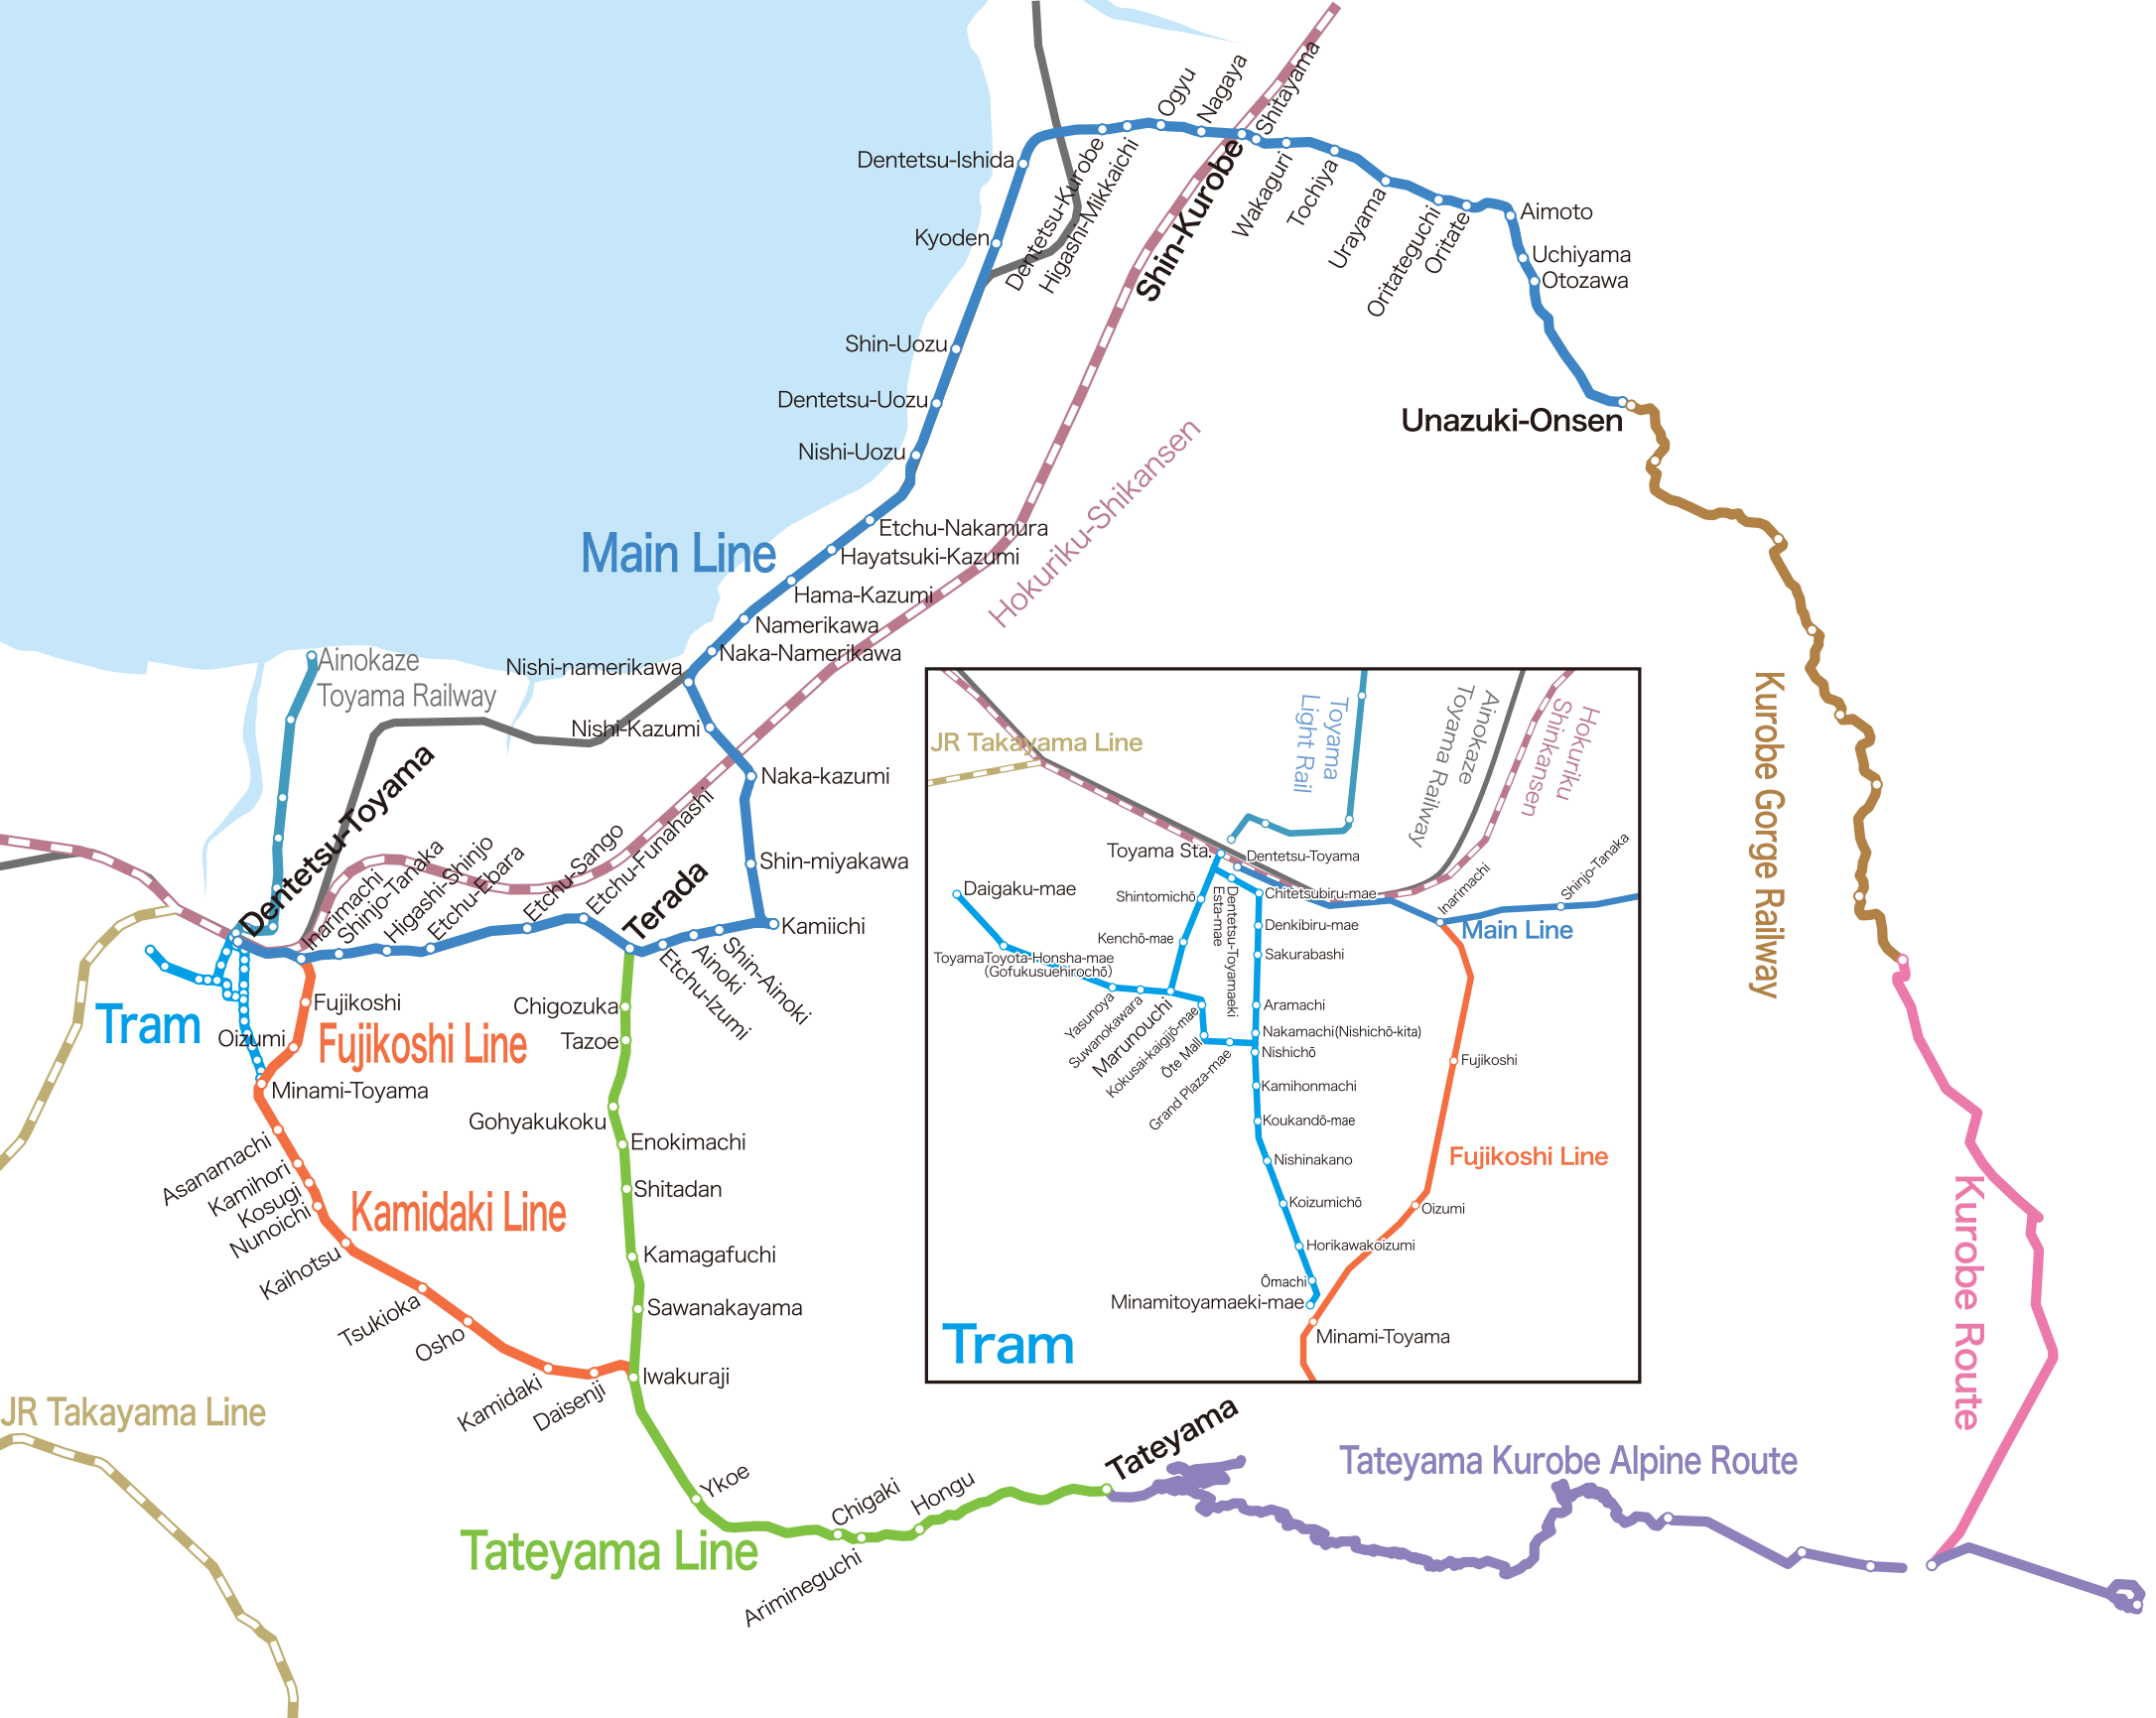 Shitayama
Nagaya
Ogyu
Dentetsu-Ishida
Dentetsu-Kurobe
Higashi-Mikkaichi
Shin-Kurobe
Wakaguri
Tochiya
Urayama
Oritateguchi
Oritate
Aimoto
Uchiyama
Otozawa
Kyoden
Shin-Uozu
Dentetsu-Uozu
Nishi-Uozu
Unazuki-Onsen
Etchu-Nakamura
Hayatsuki-Kazumi
Main Line
Hokuriku-Shikansen
Hama-Kazumi
Namerikawa
Naka-Namerikawa
Nishi-namerikawa
Ainokaze
Toyama Railway
Nishi-Kazumi
Naka-kazumi
Shin-miyakawa
Kamiichi
Dentetsu-Toyama
Inarimachi
Shinjo-Tanaka
Higashi-Shinjo
Etchu-Ebara
Etchu-Sango
Etchu-Funahashi
Terada
Etchu-Izumi
Ainoki
Shin-Ainoki
Tram
Fujikoshi
Oizumi
Fujikoshi Line
Minami-Toyama
Chigozuka
Tazoe
Gohyakukoku
Enokimachi
Shitadan
Kamagafuchi
Sawanakayama
Iwakuraji
Asanamachi
Kamihori
Kosugi
Nunoichi
Kamidaki Line
Kaihotsu
Tsukioka
Osho
Kamidaki
Daisenji
JR Takayama Line
Ykoe
Chigaki
Hongu
Arimineguchi
Tateyama Line
Tateyama
Tateyama Kurobe Alpine Route
Kurobe Gorge Railway
Kurobe Route
JR Takayama Line
Toyama
Light Rail
Ainokaze
Toyama Railway
Hokuriku
Shinkansen
Toyama Sta.
Dentetsu-Toyama
Daigaku-mae
Shintomichō
Dentetsu-Toyamaeki
Esta-mae
Chitetsubiru-mae
Inarimachi
Shinjo-Tanaka
Main Line
Denkibiru-mae
Kenchō-mae
Sakurabashi
ToyamaToyota-Honsha-mae
(Gofukusuehirochō)
Yasunoya
Suwanokawara
Marunouchi
Kokusai-kaigijō-mae
Ōte Mall
Grand Plaza-mae
Aramachi
Nakamachi(Nishichō-kita)
Nishichō
Kamihonmachi
Koukandō-mae
Nishinakano
Koizumichō
Horikawakoizumi
Ōmachi
Minamitoyamaeki-mae
Fujikoshi
Fujikoshi Line
Oizumi
Minami-Toyama
Tram